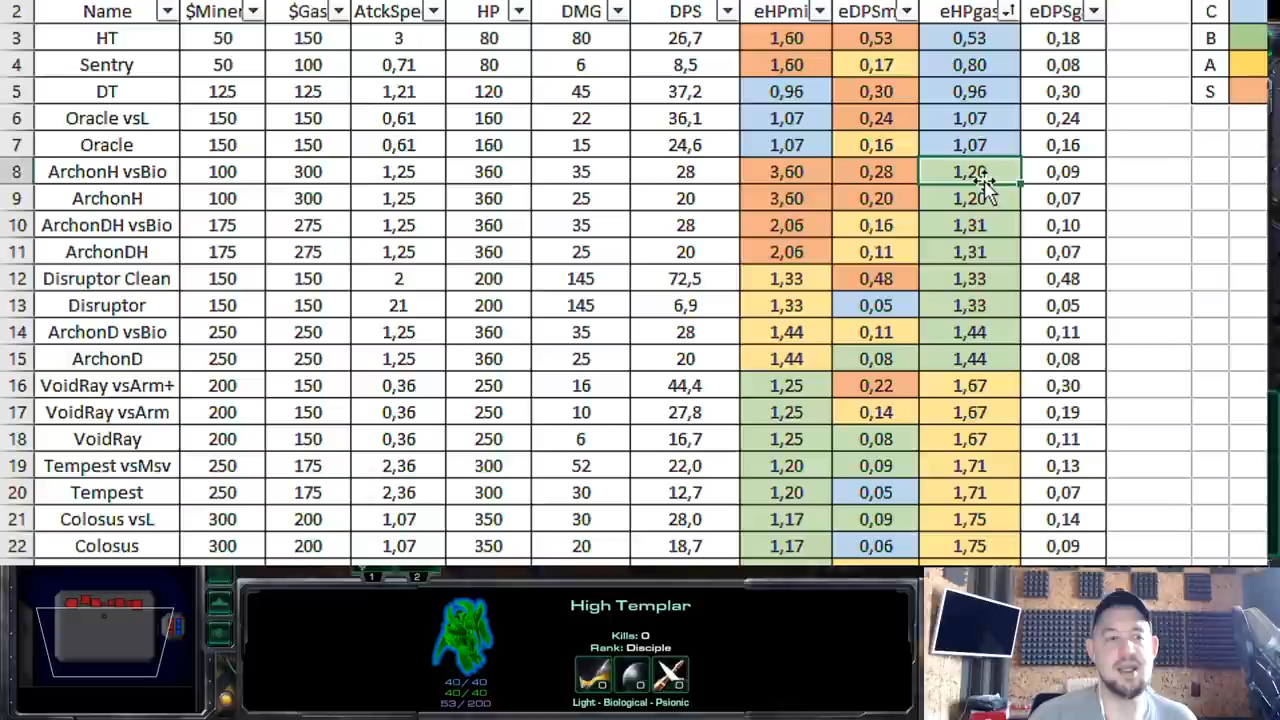 2 Name $Miner $Gas AtckSpe HP DMG DPS eHPmi eDPSm eHPgas eDPSg C
3 HT 50 150 3 80 80 26,7 1,60 0,53 0,53 0,18 B
4 Sentry 50 100 0,71 80 6 8,5 1,60 0,17 0,80 0,08 A
5 DT 125 125 1,21 120 45 37,2 0,96 0,30 0,96 0,30 S
6 Oracle vsL 150 150 0,61 160 22 36,1 1,07 0,24 1,07 0,24
7 Oracle 150 150 0,61 160 15 24,6 1,07 0,16 1,07 0,16
8 ArchonH vsBio 100 300 1,25 360 35 28 3,60 0,28 1,20 0,09
9 ArchonH 100 300 1,25 360 25 20 3,60 0,20 1,20 0,07
10 ArchonDH vsBio 175 275 1,25 360 35 28 2,06 0,16 1,31 0,10
11 ArchonDH 175 275 1,25 360 25 20 2,06 0,11 1,31 0,07
12 Disruptor Clean 150 150 2 200 145 72,5 1,33 0,48 1,33 0,48
13 Disruptor 150 150 21 200 145 6,9 1,33 0,05 1,33 0,05
14 ArchonD vsBio 250 250 1,25 360 35 28 1,44 0,11 1,44 0,11
15 ArchonD 250 250 1,25 360 25 20 1,44 0,08 1,44 0,08
16 VoidRay vsArm+ 200 150 0,36 250 16 44,4 1,25 0,22 1,67 0,30
17 VoidRay vsArm 200 150 0,36 250 10 27,8 1,25 0,14 1,67 0,19
18 VoidRay 200 150 0,36 250 6 16,7 1,25 0,08 1,67 0,11
19 Tempest vsMsv 250 175 2,36 300 52 22,0 1,20 0,09 1,71 0,13
20 Tempest 250 175 2,36 300 30 12,7 1,20 0,05 1,71 0,07
21 Colosus vsL 300 200 1,07 350 30 28,0 1,17 0,09 1,75 0,14
22 Colosus 300 200 1,07 350 20 18,7 1,17 0,06 1,75 0,09
1 2
High Templar
Kills: 0
Rank: Disciple
0 0 0
40/40
40/40
53/200
Light - Biological - Psionic